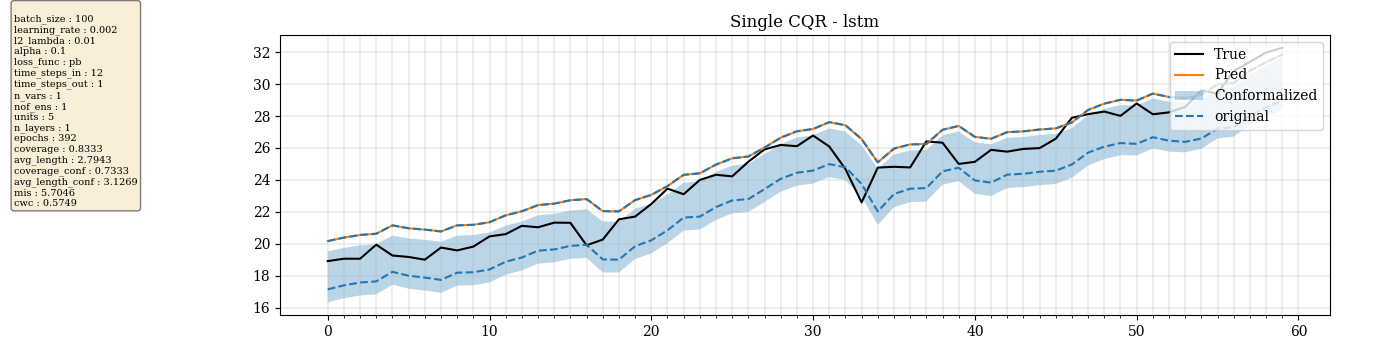 batch_size : 100
learning_rate : 0.002
l2_lambda : 0.01
alpha : 0.1
loss_func : pb
time_steps_in : 12
time_steps_out : 1
n_vars : 1
nof_ens : 1
units : 5
n_layers : 1
epochs : 392
coverage : 0.8333
avg_length : 2.7943
coverage_conf : 0.7333
avg_length_conf : 3.1269
mis : 5.7046
cwc : 0.5749
Single CQR - lstm
32
30
28
26
24
22
20
18
16
0 10 20 30 40 50 60
True
Pred
Conformalized
original